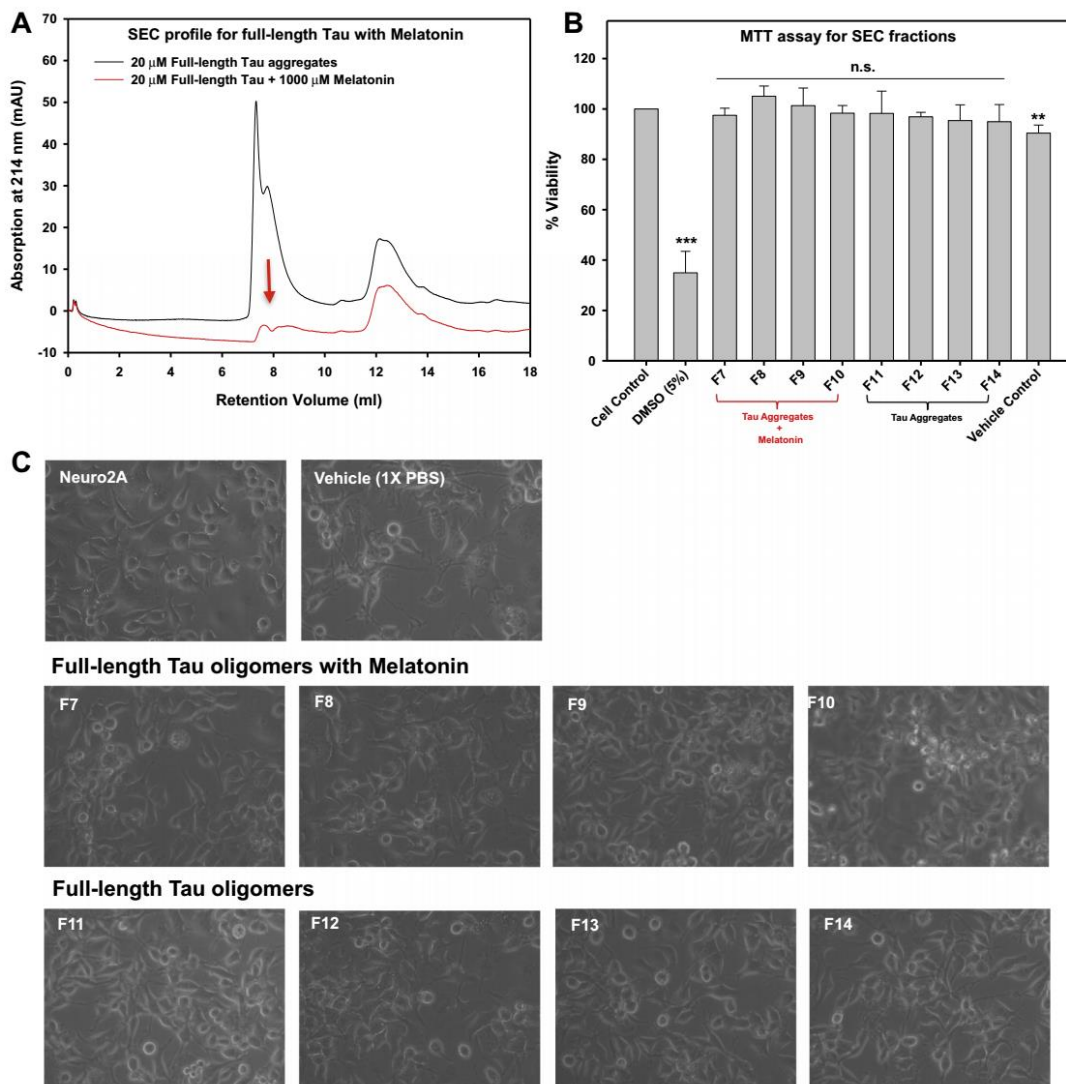 A
SEC profile for full-length Tau with Melatonin
20 μM Full-length Tau aggregates
20 μM Full-length Tau + 1000 μM Melatonin
Absorption at 214 nm (mAU)
70
60
50
40
30
20
10
0
-10
0 2 4 6 8 10 12 14 16 18
Retention Volume (ml)
B
MTT assay for SEC fractions
n.s.
% Viability
120
100
80
60
40
20
0
***
**
Cell Control
DMSO (5%)
F7
F8
F9
F10
F11
F12
F13
F14
Vehicle Control
Tau Aggregates
+
Melatonin
Tau Aggregates
C
Neuro2A
Vehicle (1X PBS)
Full-length Tau oligomers with Melatonin
F7
F8
F9
F10
Full-length Tau oligomers
F11
F12
F13
F14